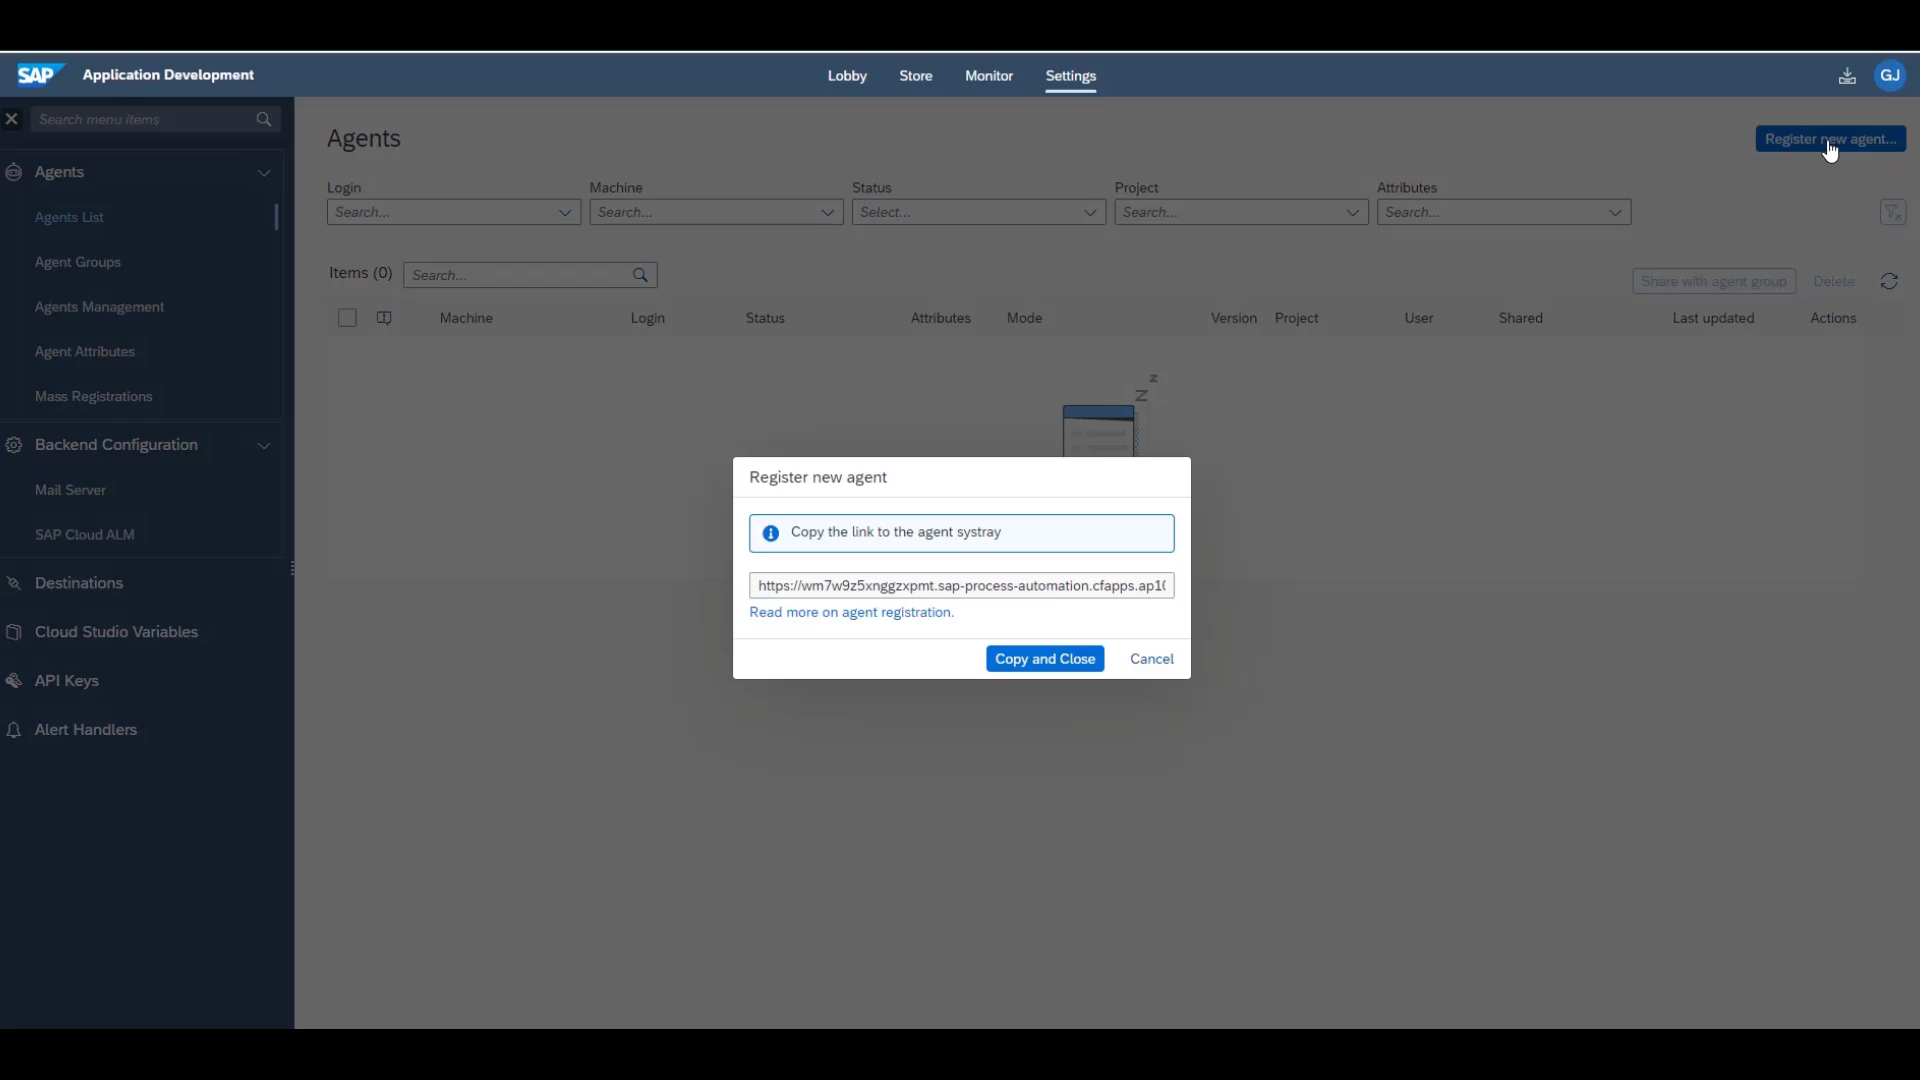 SAP Application Development
Lobby Store Monitor Settings
GJ
Search menu items
Agents
Agents List
Agent Groups
Agents Management
Agent Attributes
Mass Registrations
Backend Configuration
Mail Server
SAP Cloud ALM
Destinations
Cloud Studio Variables
API Keys
Alert Handlers
Agents
Register new agent...
Login Machine Status Project Attributes
Search... Search... Select... Search... Search...
Items (0) Search...
Share with agent group Delete
Machine Login Status Attributes Mode Version Project User Shared Last updated Actions
z
Z
Register new agent
Copy the link to the agent systray
https://wm7w9z5xnggzxpmt.sap-process-automation.cfapps.ap10
Read more on agent registration.
Copy and Close Cancel